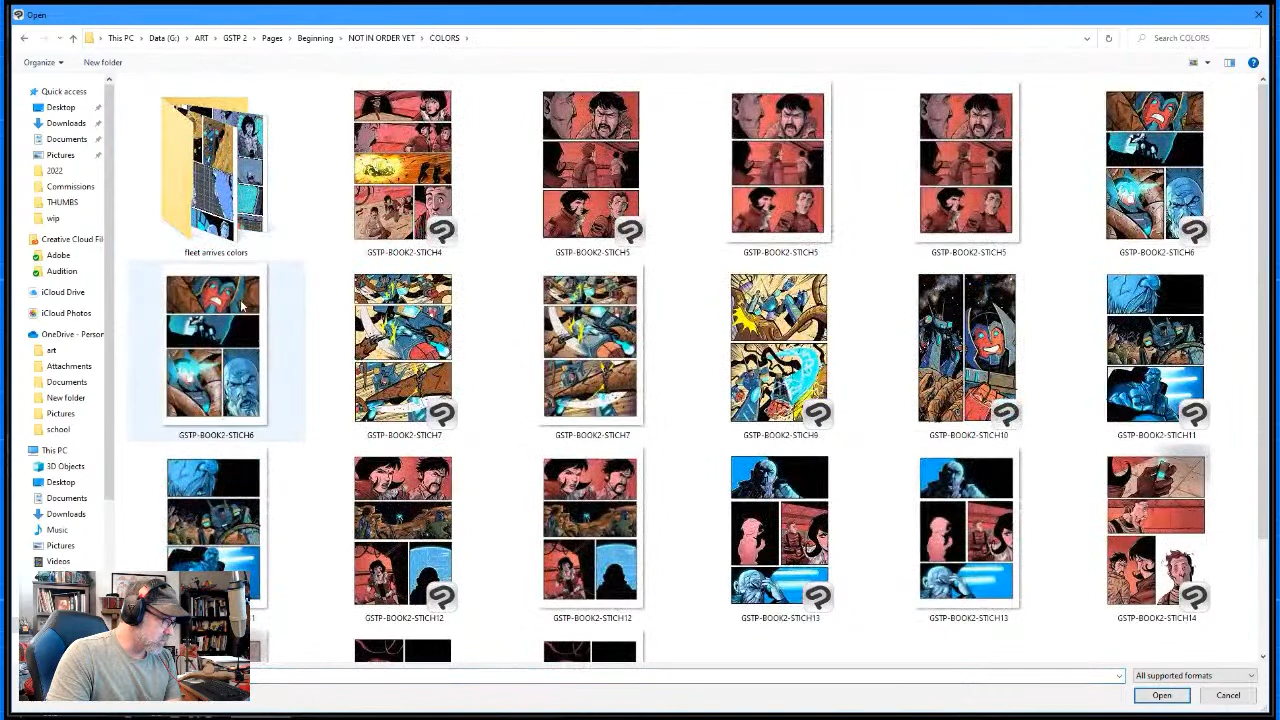 Open
This PC > Data (G:) > ART > GSTP 2 > Pages > Beginning > NOT IN ORDER YET > COLORS >
Search COLORS
Organize
New folder
Quick access
Desktop
Downloads
Documents
Pictures
2022
Commissions
THUMBS
wip
Creative Cloud Fil
Adobe
Audition
iCloud Drive
iCloud Photos
OneDrive - Person
art
Attachments
Documents
New folder
Pictures
school
This PC
3D Objects
Desktop
Documents
Downloads
Music
Pictures
Videos
fleet arrives colors
GSTP-BOOK2-STICH4
GSTP-BOOK2-STICH5
GSTP-BOOK2-STICH5
GSTP-BOOK2-STICH5
GSTP-BOOK2-STICH6
GSTP-BOOK2-STICH6
GSTP-BOOK2-STICH7
GSTP-BOOK2-STICH7
GSTP-BOOK2-STICH9
GSTP-BOOK2-STICH10
GSTP-BOOK2-STICH11
1
GSTP-BOOK2-STICH12
GSTP-BOOK2-STICH12
GSTP-BOOK2-STICH13
GSTP-BOOK2-STICH13
GSTP-BOOK2-STICH14
All supported formats
Open
Cancel